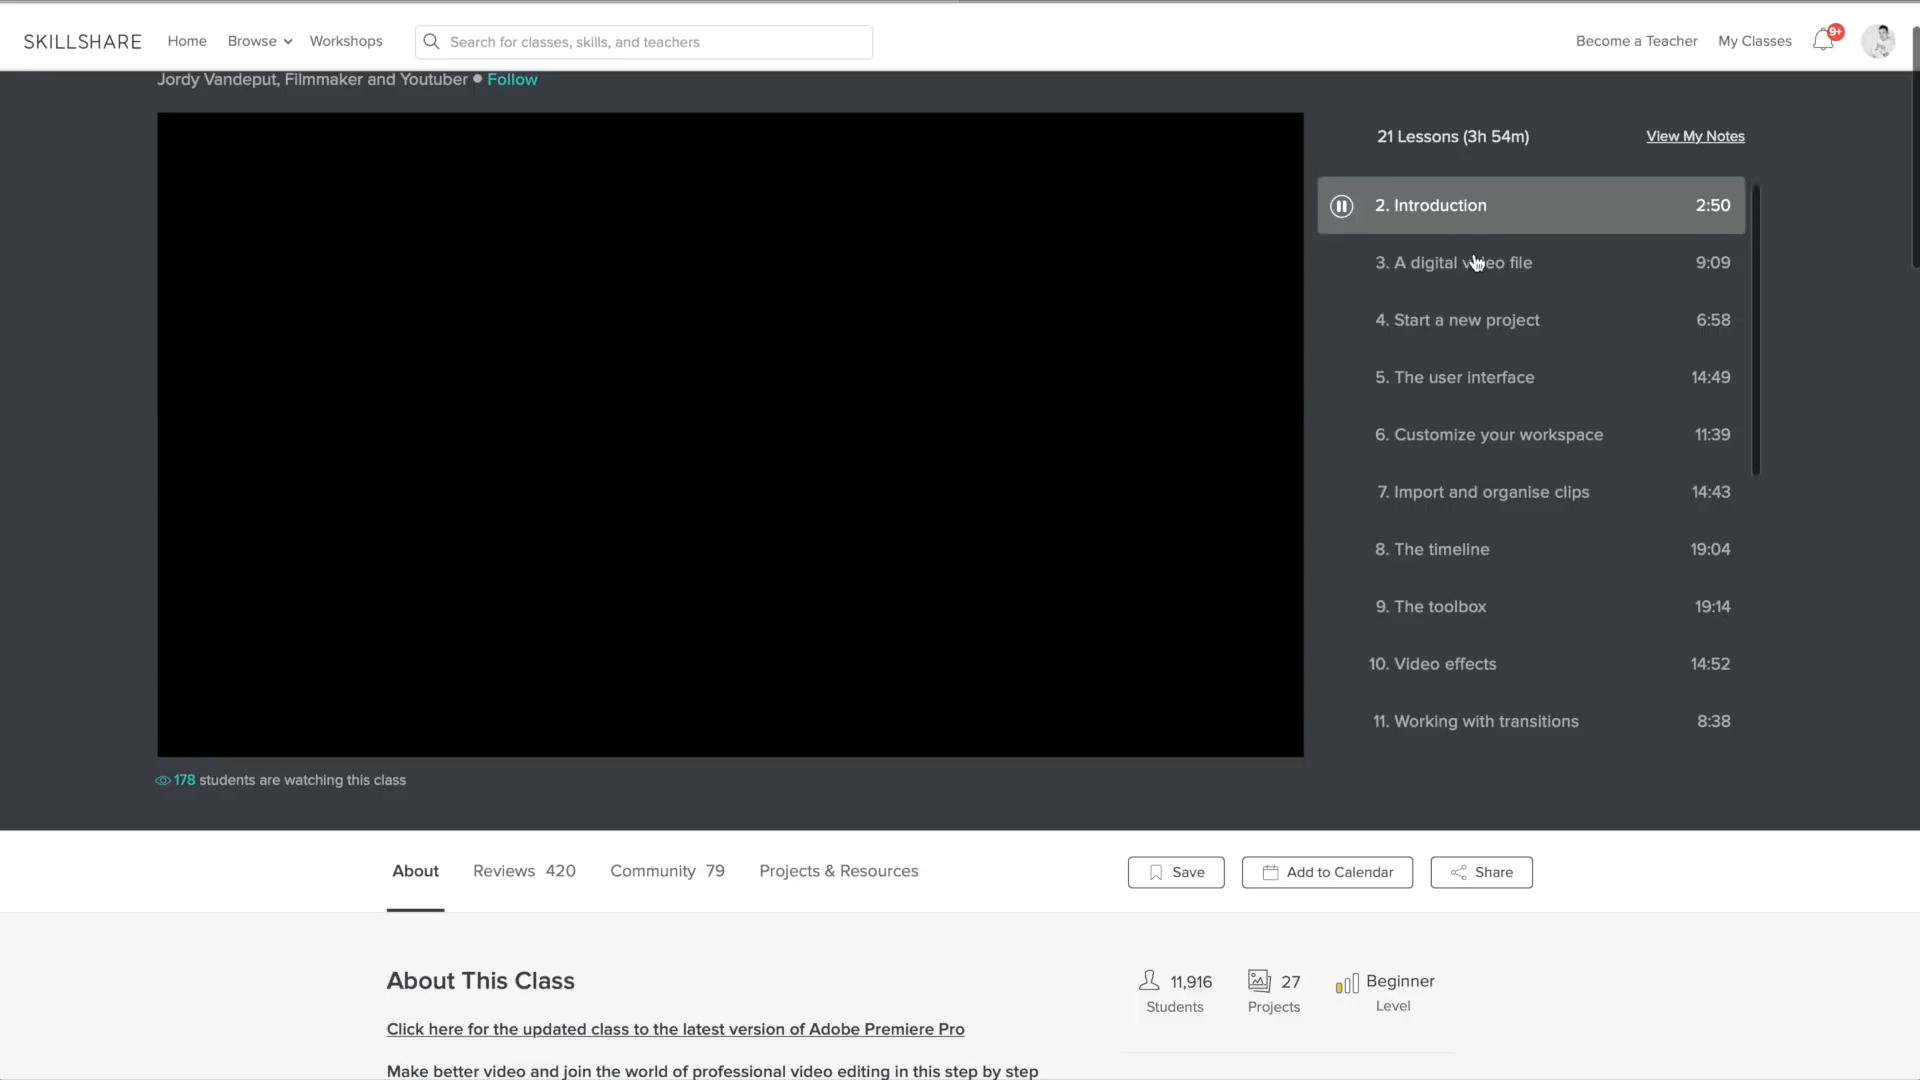 SKILLSHARE Home Browse Workshops Search for classes, skills, and teachers Become a Teacher My Classes 9+
Jordy Vandeput, Filmmaker and Youtuber • Follow
21 Lessons (3h 54m) View My Notes
2. Introduction 2:50
3. A digital video file 9:09
4. Start a new project 6:58
5. The user interface 14:49
6. Customize your workspace 11:39
7. Import and organise clips 14:43
8. The timeline 19:04
9. The toolbox 19:14
10. Video effects 14:52
11. Working with transitions 8:38
178 students are watching this class
About Reviews 420 Community 79 Projects & Resources Save Add to Calendar Share
About This Class
11,916 Students
27 Projects
Beginner Level
Click here for the updated class to the latest version of Adobe Premiere Pro
Make better video and join the world of professional video editing in this step by step